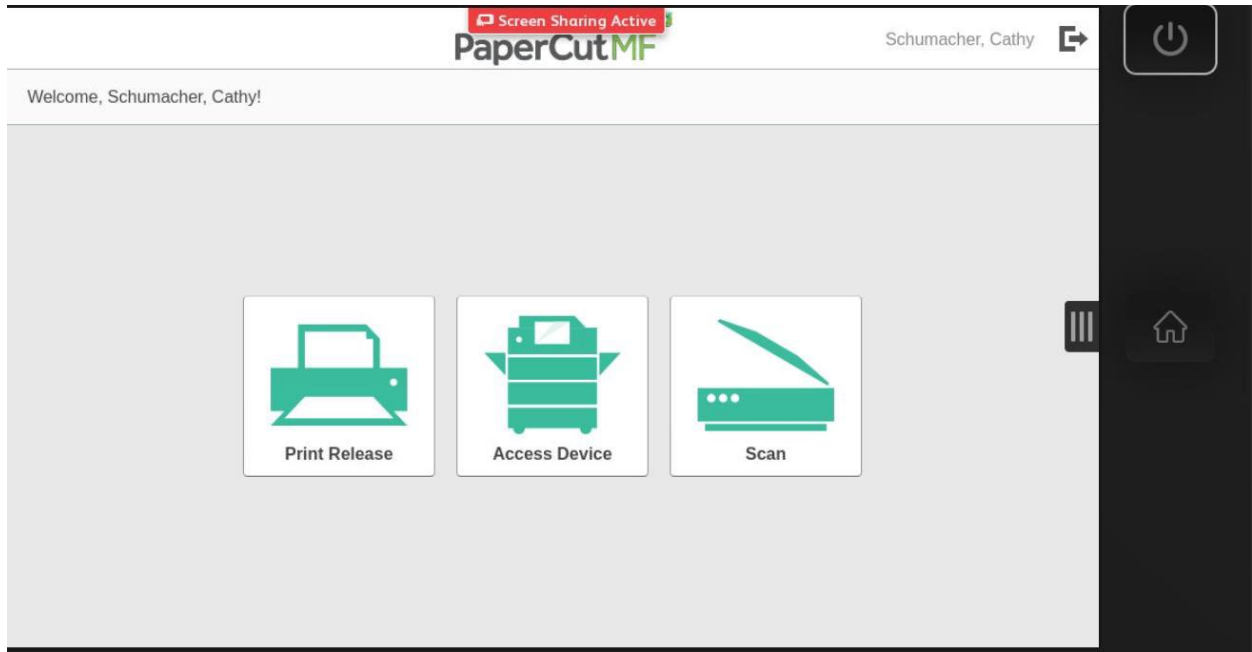 Screen Sharing Active
PaperCutMF
Schumacher, Cathy
Welcome, Schumacher, Cathy!
Print Release
Access Device
Scan